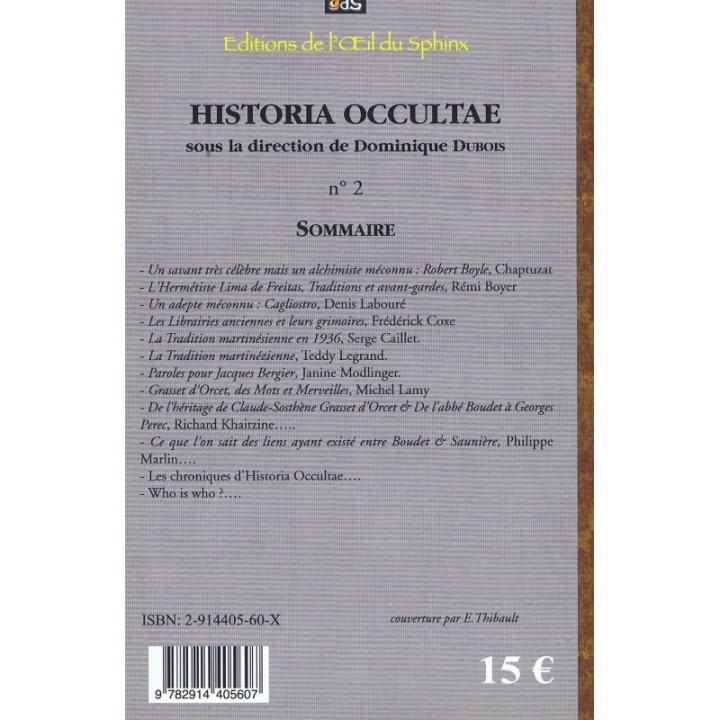 Editions de l'Œil du Sphinx
HISTORIA OCCULTAE
sous la direction de Dominique DUBOIS
n° 2
SOMMAIRE
- Un savant très célèbre mais un alchimiste méconnu : Robert Boyle, Chaptuzat
- L'Hermétiste Lima de Freitas, Traditions et avant-gardes, Rémi Boyer
- Un adepte méconnu : Cagliostro, Denis Labouré
- Les Librairies anciennes et leurs grimoires, Frédérick Coxe
- La Tradition martinésienne en 1936, Serge Caillet.
- La Tradition martinézienne, Teddy Legrand.
- Paroles pour Jacques Bergier, Janine Modlinger.
- Grasset d'Orcet, des Mots et Merveilles, Michel Lamy
- De l'héritage de Claude-Sosthène Grasset d'Orcet & De l'abbé Boudet à Georges
Perec, Richard Khaitzine…..
- Ce que l'on sait des liens ayant existé entre Boudet & Saunière, Philippe
Marlin….
- Les chroniques d'Historia Occultae….
- Who is who ?….
ISBN: 2-914405-60-X
couverture par E.Thibault
9 782914 405607
15 €